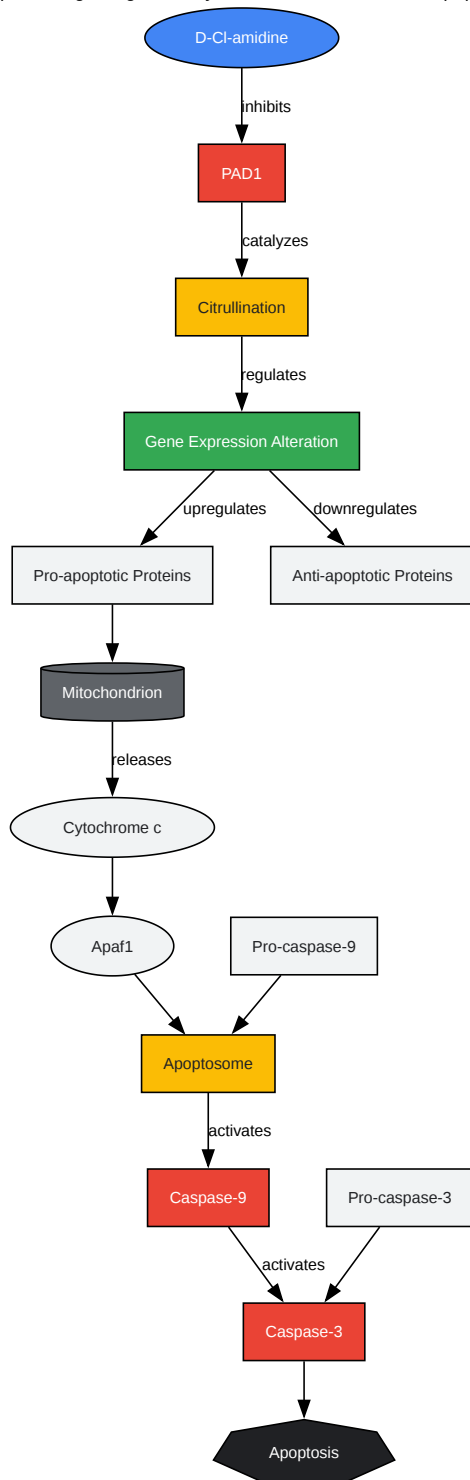 D-Cl-amidine
inhibits
PAD1
catalyzes
Citrullination
regulates
Gene Expression Alteration
upregulates
downregulates
Pro-apoptotic Proteins
Anti-apoptotic Proteins
Mitochondrion
releases
Cytochrome c
Apaf1
Pro-caspase-9
Apoptosome
activates
Caspase-9
Pro-caspase-3
activates
Caspase-3
Apoptosis